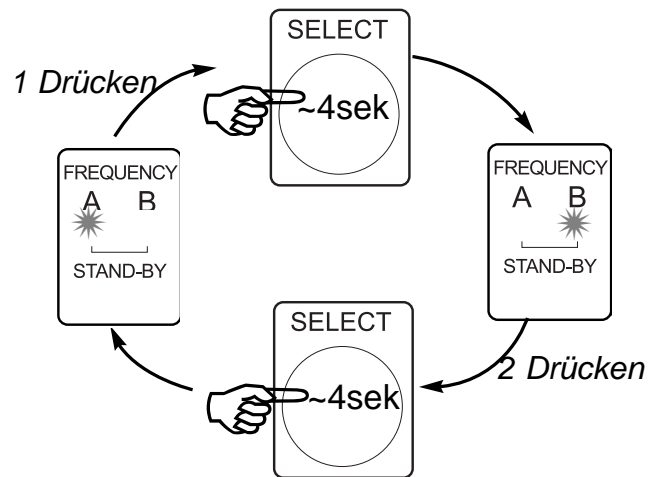 SELECT
1 Drücken
~4sek
FREQUENCY
A B
STAND-BY
FREQUENCY
A B
STAND-BY
SELECT
~4sek
2 Drücken